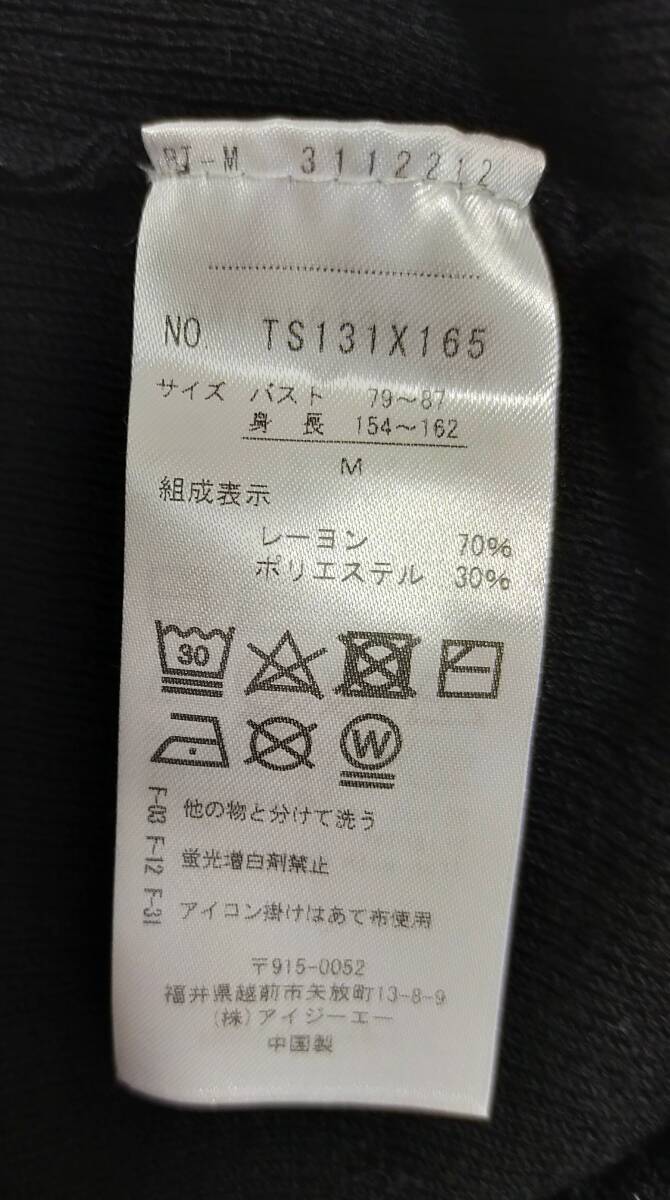 RT-M 3112212
NO TS131X165
サイズ バスト 79～87
身長 154～162
M
組成表示
レーヨン 70%
ポリエステル 30%
30
W
F-03 他の物と分けて洗う
F-12 蛍光増白剤禁止
F-31 アイコン掛けはあて布使用
〒915-0052
福井県越前市矢放町13-8-9
(株)アイジーエー
中国製